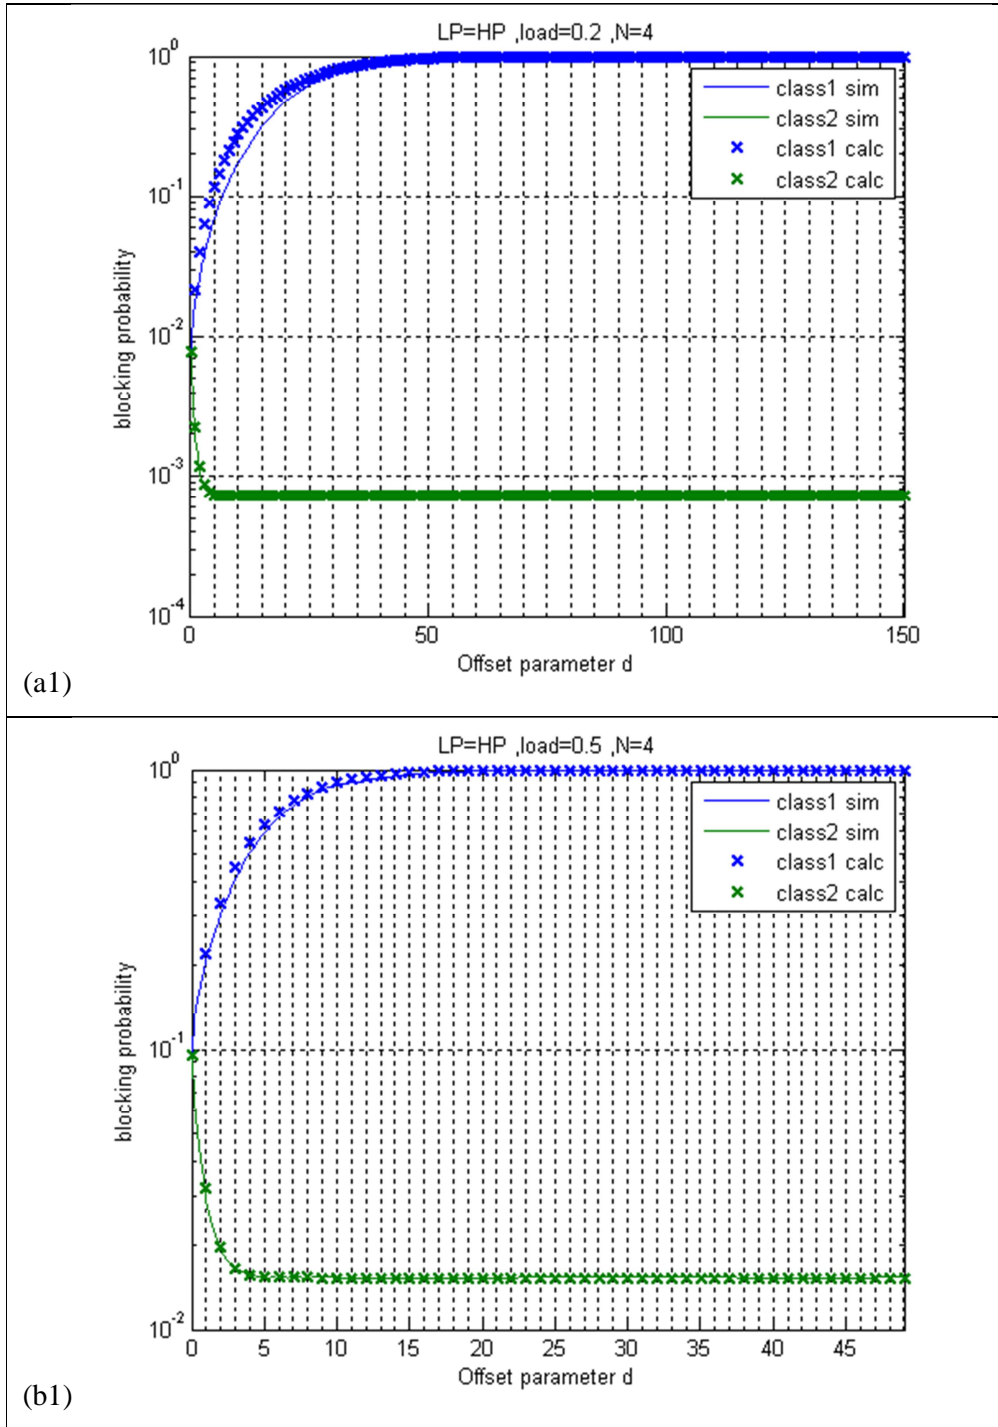 LP=HP ,load=0.2 ,N=4
10^0
10^-1
10^-2
10^-3
10^-4
blocking probability
class1 sim
class2 sim
class1 calc
class2 calc
0 50 100 150
Offset parameter d
(a1)
LP=HP ,load=0.5 ,N=4
10^0
10^-1
10^-2
blocking probability
class1 sim
class2 sim
class1 calc
class2 calc
0 5 10 15 20 25 30 35 40 45
Offset parameter d
(b1)